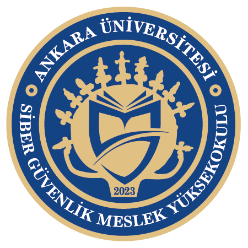 ANKARA ÜNİVERSİTESİ
SİBER GÜVENLİK MESLEK YÜKSEKOKULU
2023